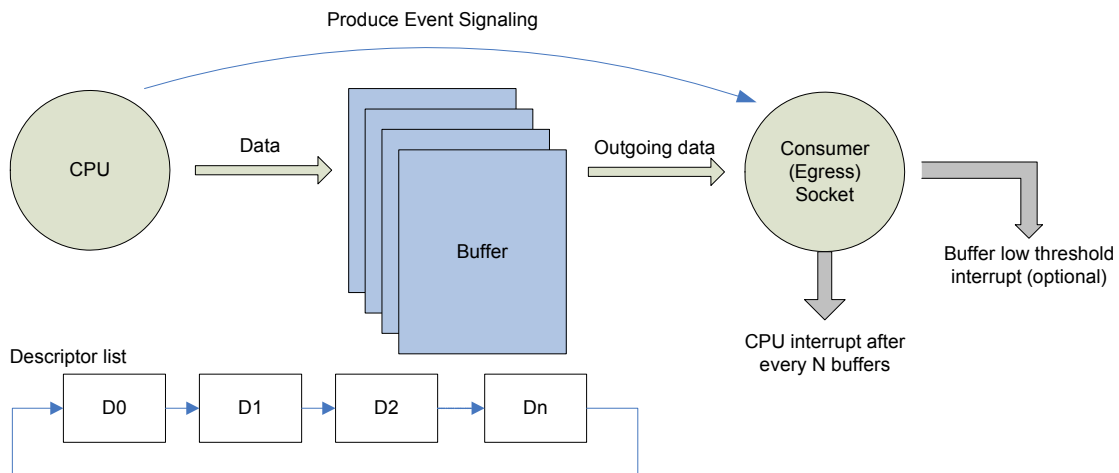 Produce Event Signaling
CPU
Data
Buffer
Outgoing data
Consumer
(Egress)
Socket
Buffer low threshold
interrupt (optional)
CPU interrupt after
every N buffers
Descriptor list
D0
D1
D2
Dn